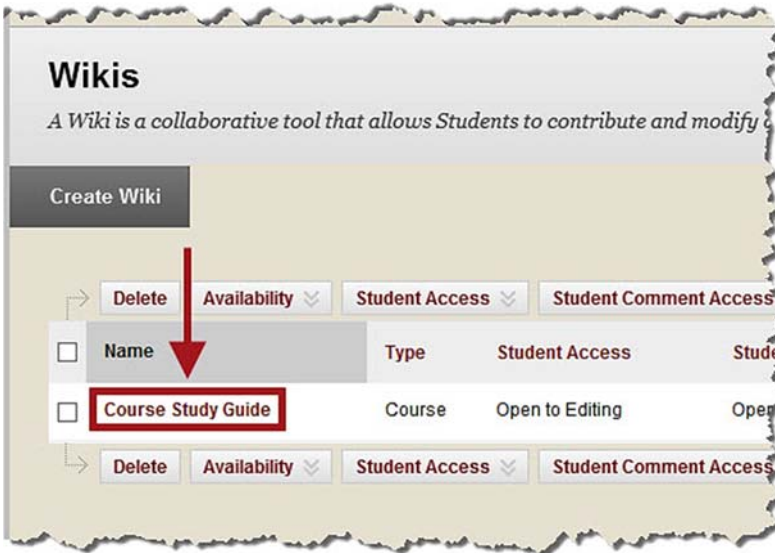 Wikis
A Wiki is a collaborative tool that allows Students to contribute and modify
Create Wiki
Delete Availability Student Access Student Comment Access
Name Type Student Access
Course Study Guide Course Open to Editing
Delete Availability Student Access Student Comment Access